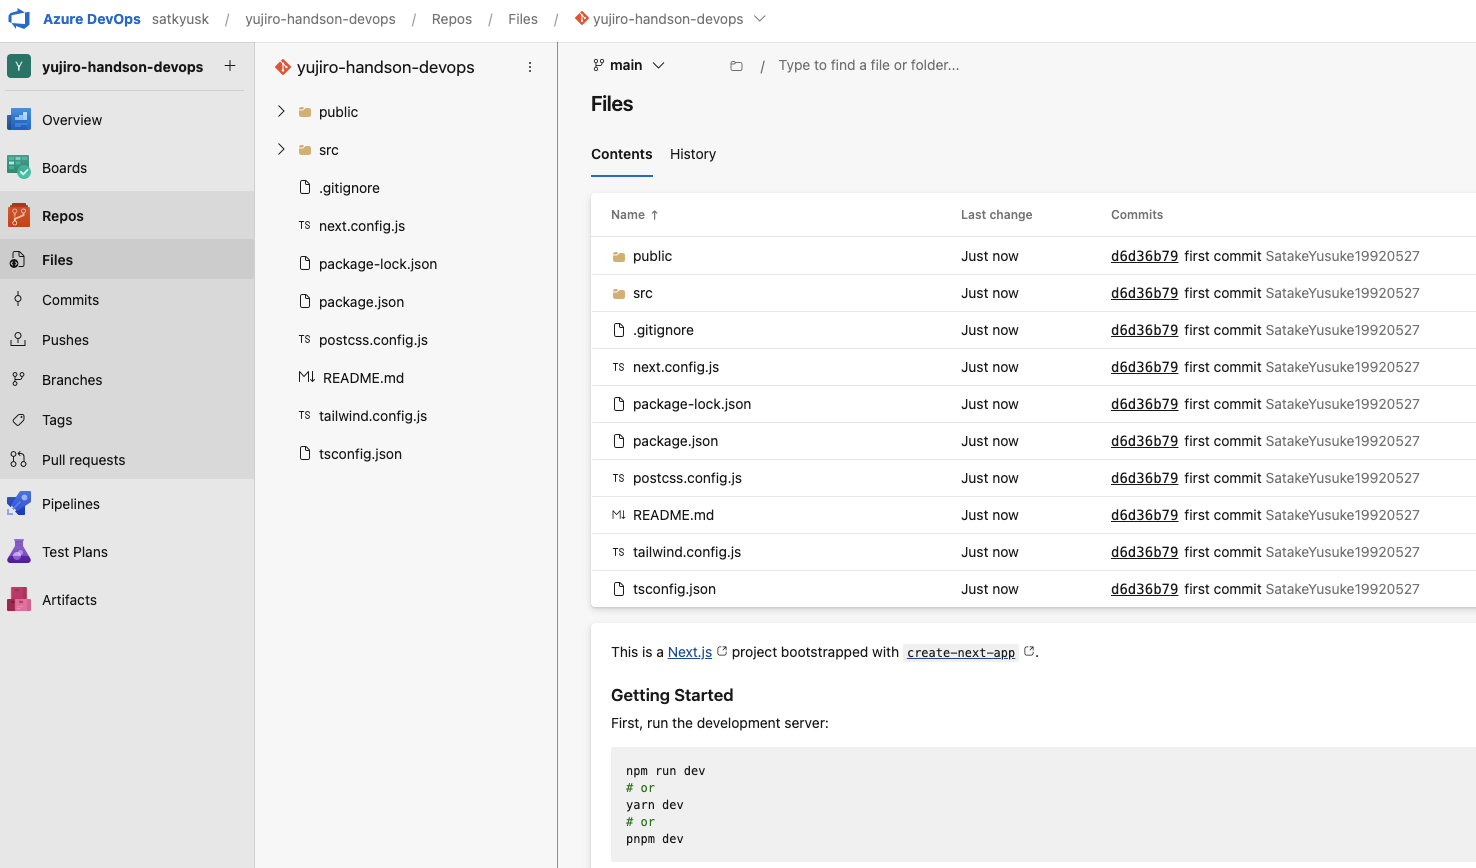 Azure DevOps satkyusk / yujiro-handson-devops / Repos / Files / yujiro-handson-devops
Y yujiro-handson-devops +
Overview
Boards
Repos
Files
Commits
Pushes
Branches
Tags
Pull requests
Pipelines
Test Plans
Artifacts
yujiro-handson-devops
public
src
.gitignore
TS next.config.js
package-lock.json
package.json
TS postcss.config.js
M↓ README.md
TS tailwind.config.js
tsconfig.json
main / Type to find a file or folder...
Files
Contents History
Name ↑ Last change Commits
public Just now d6d36b79 first commit SatakeYusuke19920527
src Just now d6d36b79 first commit SatakeYusuke19920527
.gitignore Just now d6d36b79 first commit SatakeYusuke19920527
TS next.config.js Just now d6d36b79 first commit SatakeYusuke19920527
package-lock.json Just now d6d36b79 first commit SatakeYusuke19920527
package.json Just now d6d36b79 first commit SatakeYusuke19920527
TS postcss.config.js Just now d6d36b79 first commit SatakeYusuke19920527
M↓ README.md Just now d6d36b79 first commit SatakeYusuke19920527
TS tailwind.config.js Just now d6d36b79 first commit SatakeYusuke19920527
tsconfig.json Just now d6d36b79 first commit SatakeYusuke19920527
This is a Next.js project bootstrapped with create-next-app.
Getting Started
First, run the development server:
npm run dev
# or
yarn dev
# or
pnpm dev